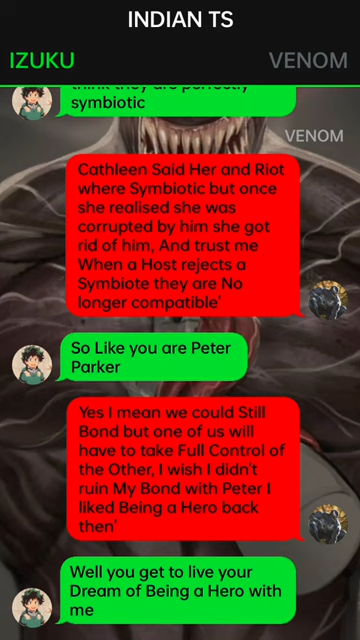 INDIAN TS
IZUKU
VENOM
think they are perfectly
symbiotic
VENOM
Cathleen Said Her and Riot
where Symbiotic but once
she realised she was
corrupted by him she got
rid of him, And trust me
When a Host rejects a
Symbiote they are No
longer compatible'
So Like you are Peter
Parker
Yes I mean we could Still
Bond but one of us will
have to take Full Control of
the Other, I wish I didn't
ruin My Bond with Peter I
liked Being a Hero back
then'
Well you get to live your
Dream of Being a Hero with
me